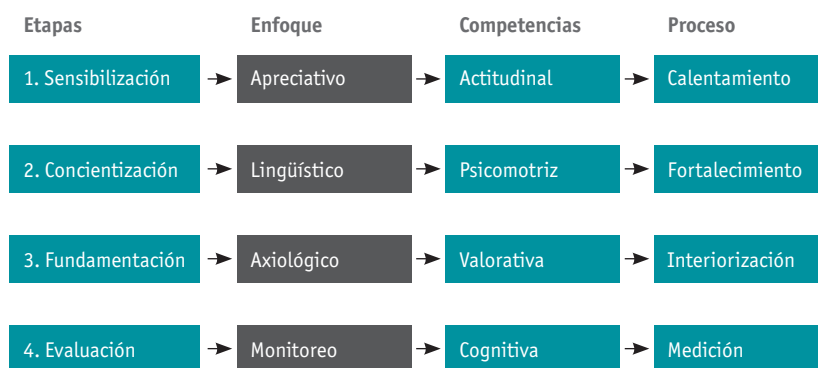 Etapas Enfoque Competencias Proceso
1. Sensibilización Apreciativo Actitudinal Calentamiento
2. Concientización Lingüístico Psicomotriz Fortalecimiento
3. Fundamentación Axiológico Valorativa Interiorización
4. Evaluación Monitoreo Cognitiva Medición